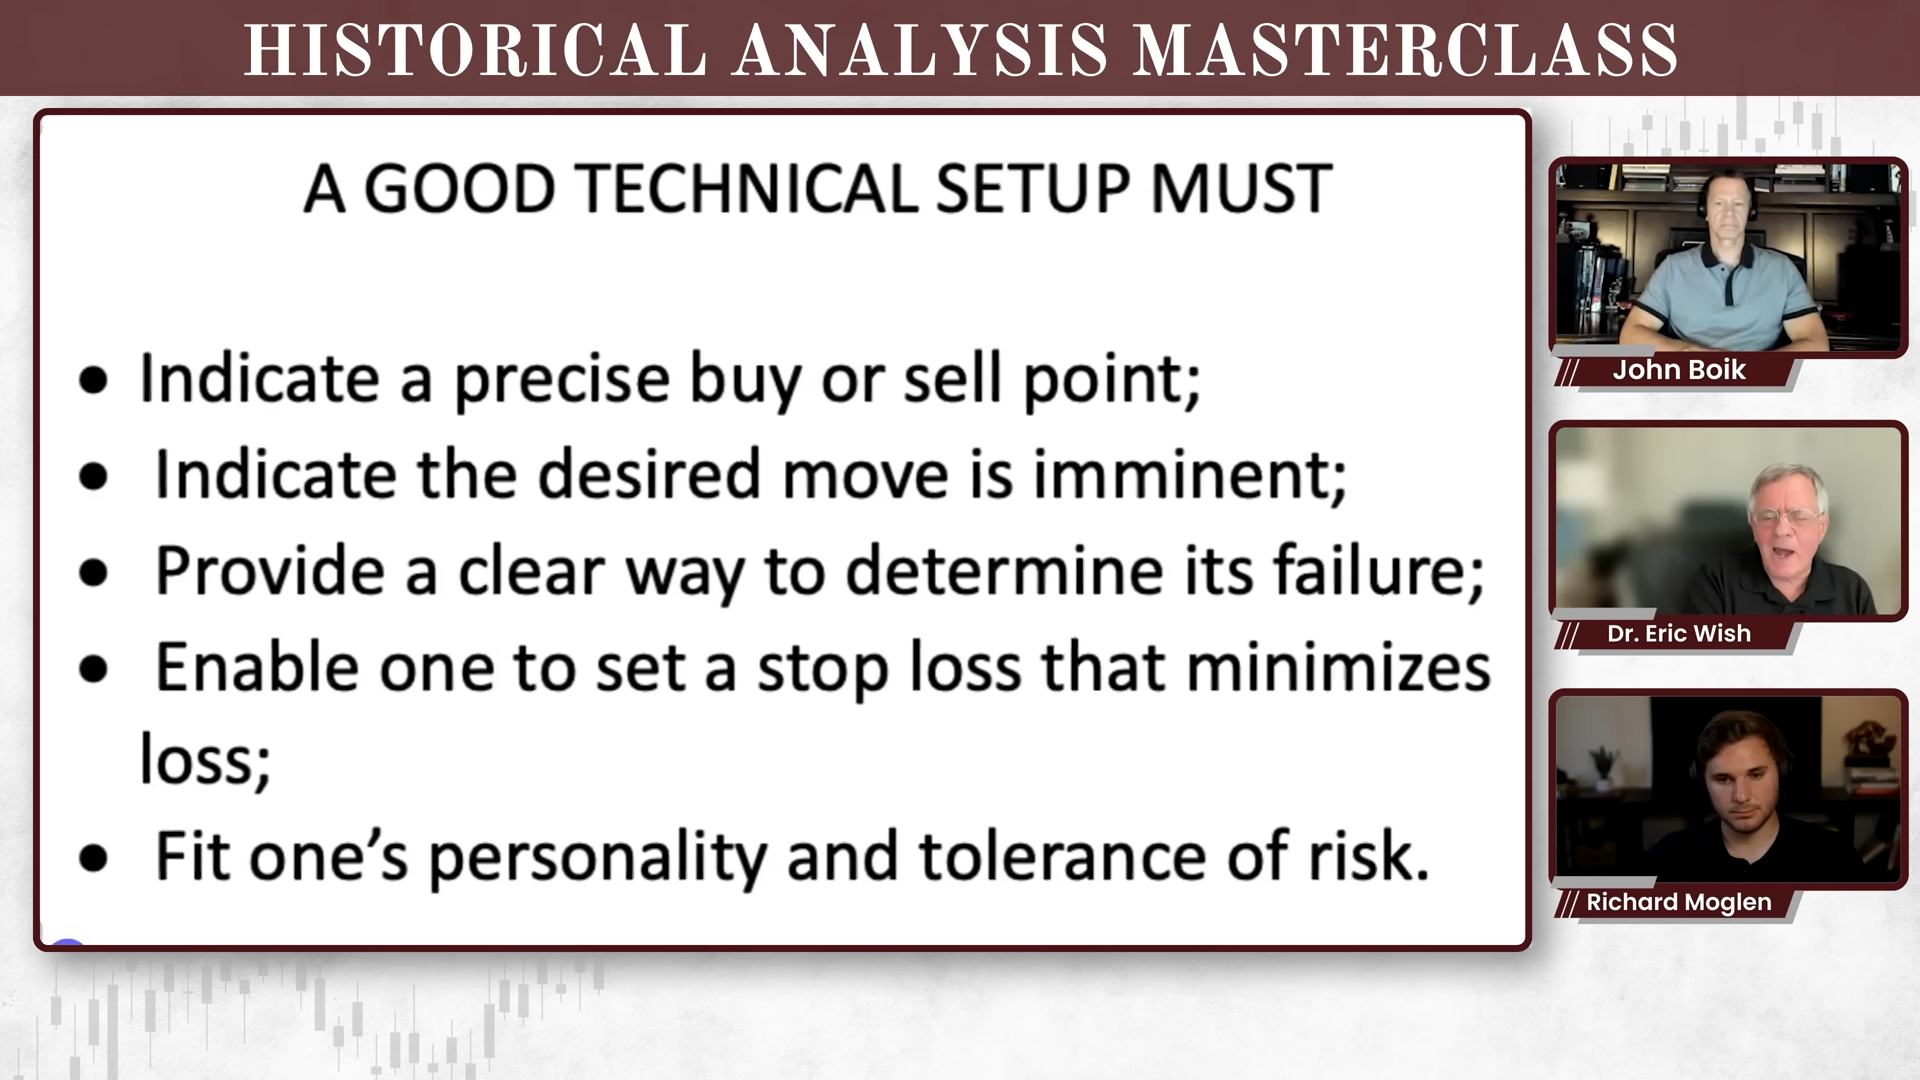 HISTORICAL ANALYSIS MASTERCLASS
A GOOD TECHNICAL SETUP MUST
● Indicate a precise buy or sell point;
● Indicate the desired move is imminent;
● Provide a clear way to determine its failure;
● Enable one to set a stop loss that minimizes
loss;
● Fit one’s personality and tolerance of risk.
John Boik
Dr. Eric Wish
Richard Moglen